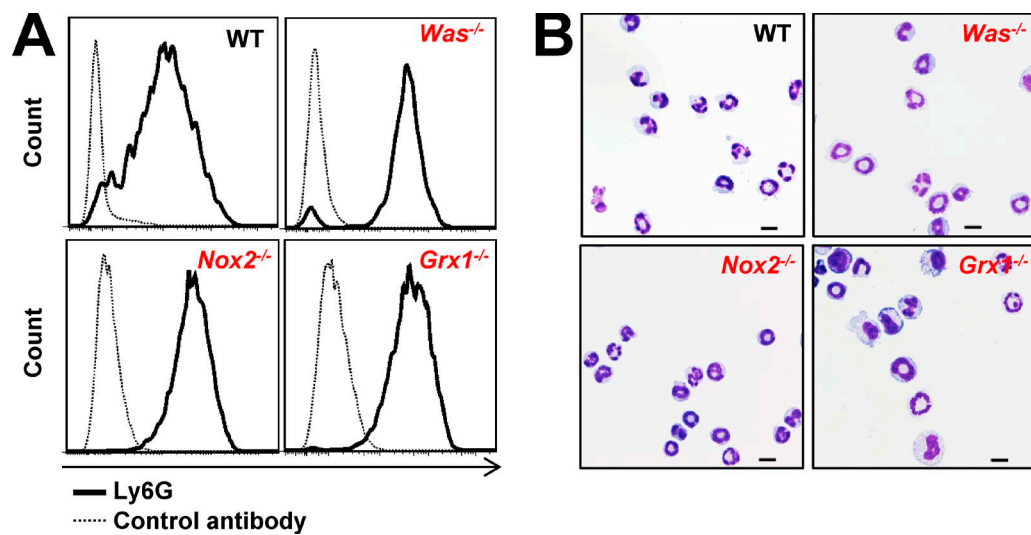 A
WT
Was-/-
Count
Nox2-/-
Grx1-/-
Count
Ly6G
Control antibody
B
WT
Was-/-
Nox2-/-
Grx1-/-